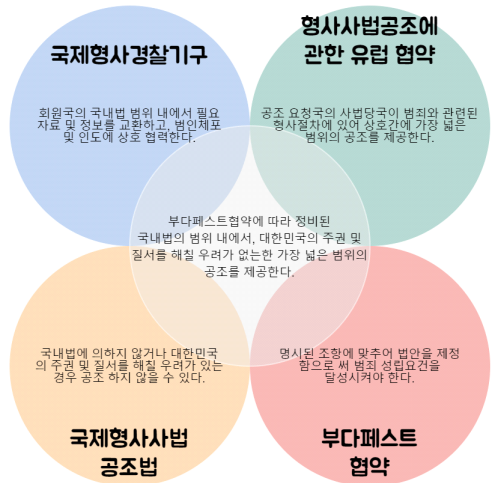 국제형사경찰기구
회원국의 국내법 범위 내에서 필요
자료 및 정보를 교환하고, 범인체포
및 인도에 상호 협력한다.
형사사법공조에
관한 유럽 협약
공조 요청국의 사법당국이 범죄와 관련된
형사절차에 있어 상호간에 가장 넓은
범위의 공조를 제공한다.
부다페스트협약에 따라 정비된
국내법의 범위 내에서, 대한민국의 주권 및
질서를 해칠 우려가 없는한 가장 넓은 범위의
공조를 제공한다.
국내법에 의하지 않거나 대한민국
의 주권 및 질서를 해칠 우려가 있는
경우 공조 하지 않을 수 있다.
국제형사사법
공조법
명시된 조항에 맞추어 법안을 제정
함으로 써 범죄 성립요건을
달성시켜야 한다.
부다페스트
협약